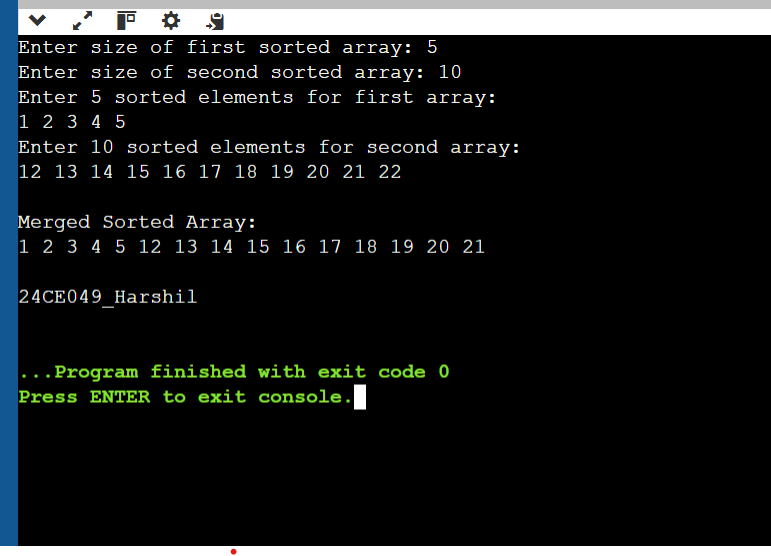 Enter size of first sorted array: 5
Enter size of second sorted array: 10
Enter 5 sorted elements for first array:
1 2 3 4 5
Enter 10 sorted elements for second array:
12 13 14 15 16 17 18 19 20 21 22
Merged Sorted Array:
1 2 3 4 5 12 13 14 15 16 17 18 19 20 21
24CE049_Harshil
...Program finished with exit code 0
Press ENTER to exit console.